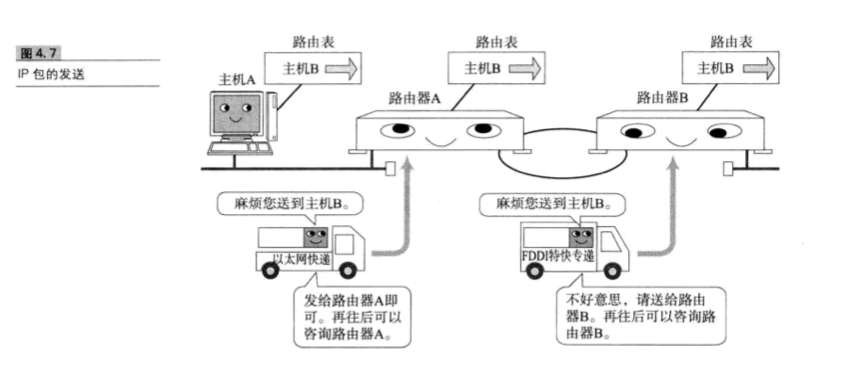 图4.7
IP 包的发送
路由表
主机B
主机A
路由表
主机B
路由器A
路由表
主机B
路由器B
麻烦您送到主机B。
以太网快递
发给路由器A即
可。再往后可以
咨询路由器A。
麻烦您送到主机B。
FDDI特快专递
不好意思，请送给路由
器B。再往后可以咨询路
由器B。